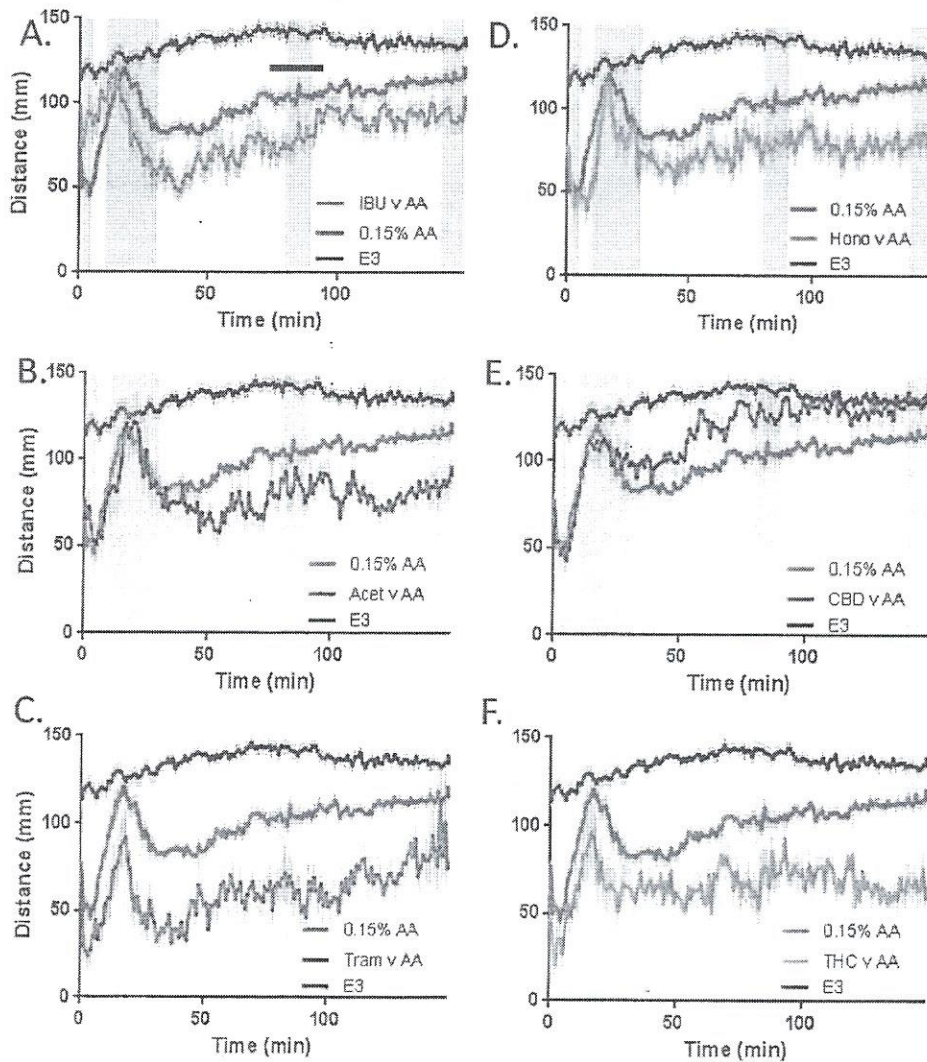 A.
150
100
50
0
Distance (mm)
IBU v AA
0.15% AA
E3
0 50 100
Time (min)
D.
150
100
50
0
0.15% AA
Hono v AA
E3
0 50 100
Time (min)
B.
150
100
50
0
Distance (mm)
0.15% AA
Acet v AA
E3
0 50 100
Time (min)
E.
150
100
50
0
0.15% AA
CBD v AA
E3
0 50 100
Time (min)
C.
150
100
50
0
Distance (mm)
0.15% AA
Tram v AA
E3
0 50 100
Time (min)
F.
150
100
50
0
0.15% AA
THC v AA
E3
0 50 100
Time (min)